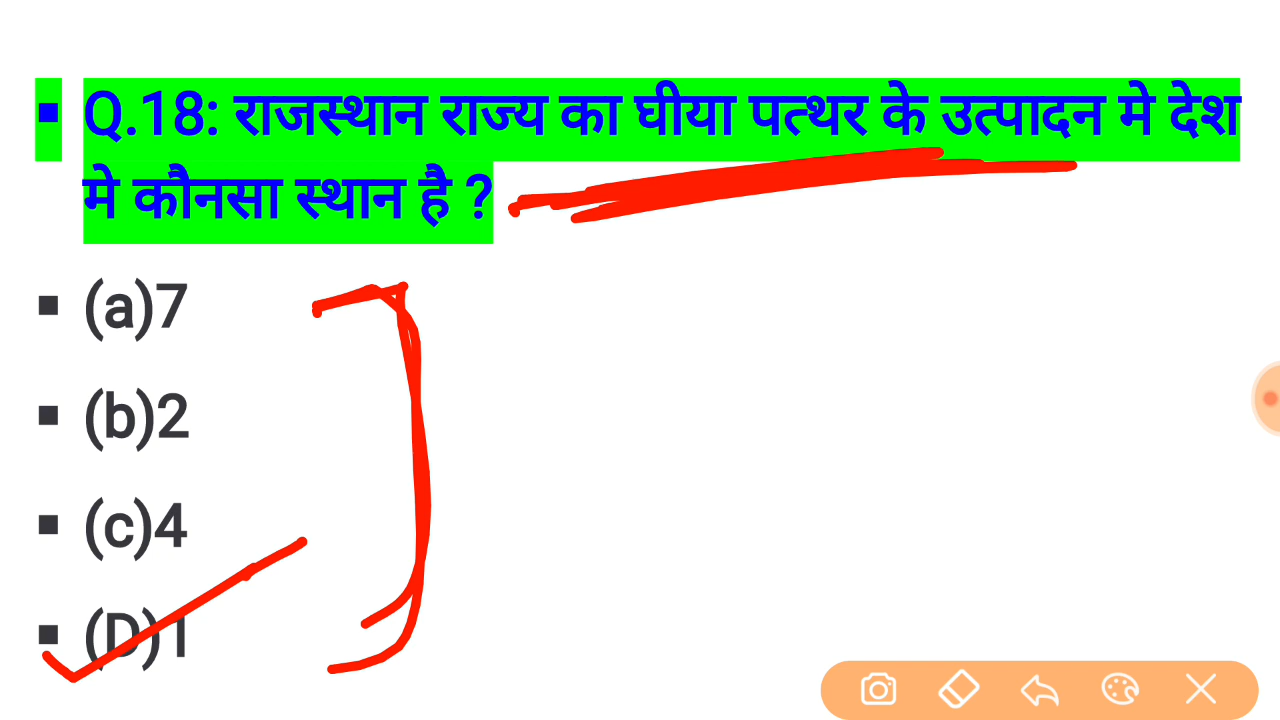 ▪ Q.18: राजस्थान राज्य का घीया पत्थर के उत्पादन मे देश
मे कौनसा स्थान है ?
▪ (a)7
▪ (b)2
▪ (c)4
▪ (D)1